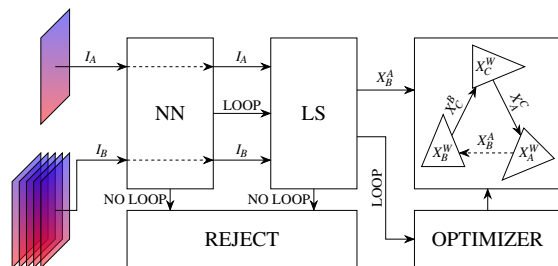 I_A
I_A
X_B^A
I_B
I_B
NN
LOOP
LS
NO LOOP
NO LOOP
LOOP
REJECT
OPTIMIZER
X_C^W
X_C^B
X_A^C
X_B^A
X_B^W
X_A^W